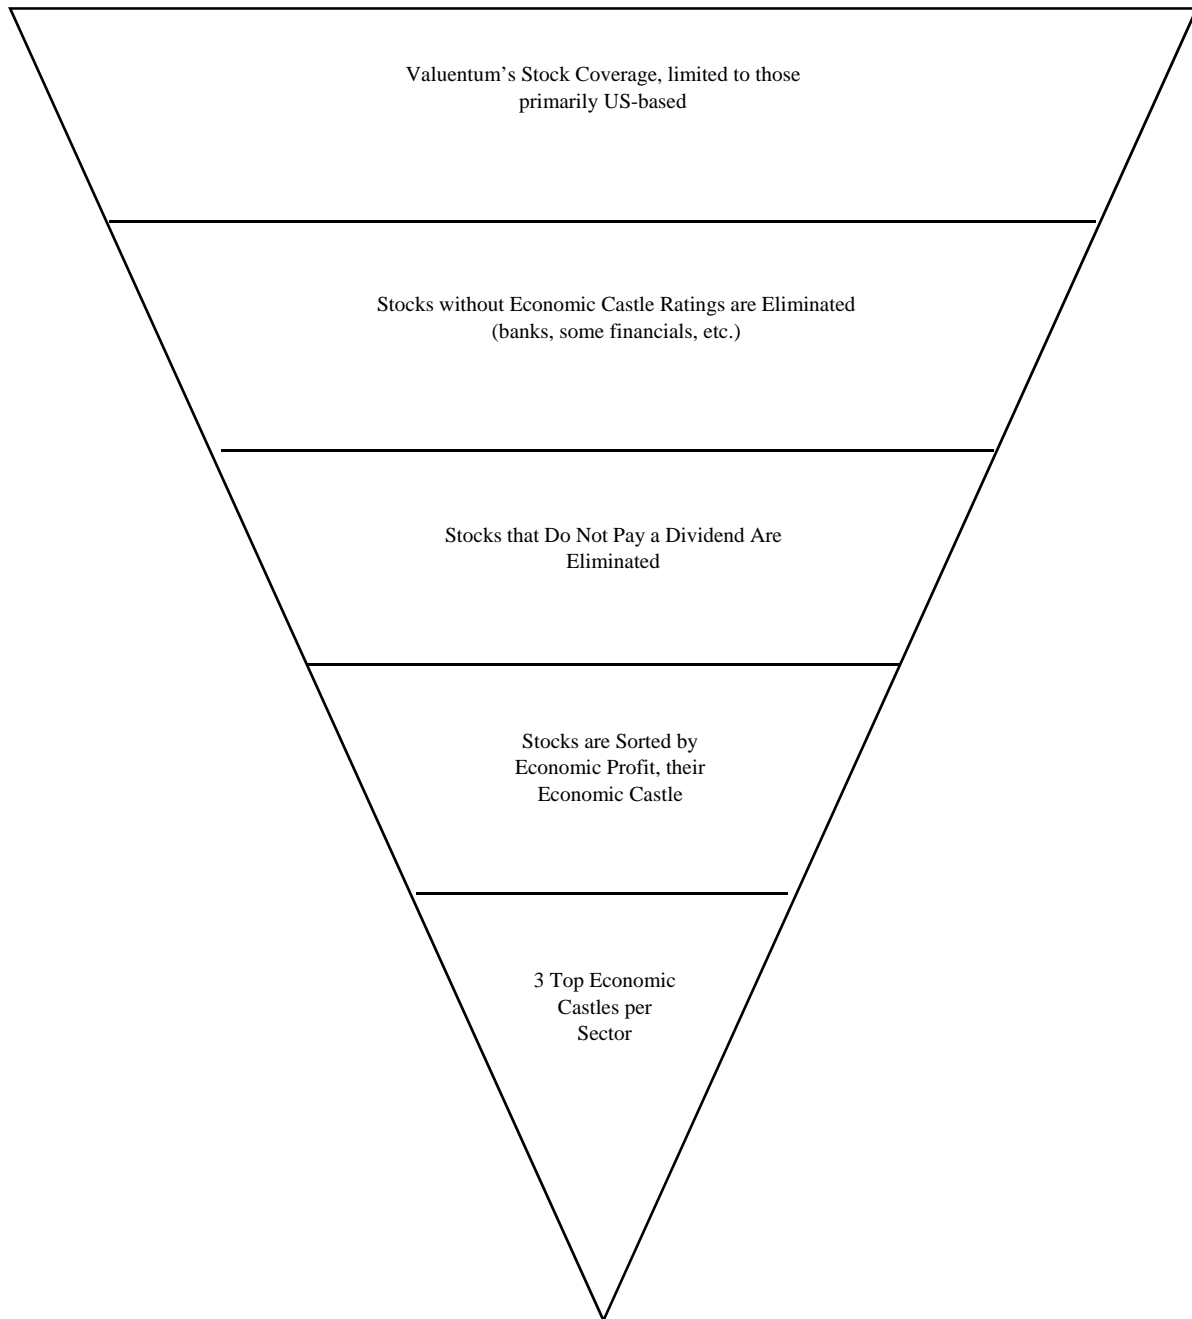 Valuentum’s Stock Coverage, limited to those
primarily US-based
Stocks without Economic Castle Ratings are Eliminated
(banks, some financials, etc.)
Stocks that Do Not Pay a Dividend Are
Eliminated
Stocks are Sorted by
Economic Profit, their
Economic Castle
3 Top Economic
Castles per
Sector